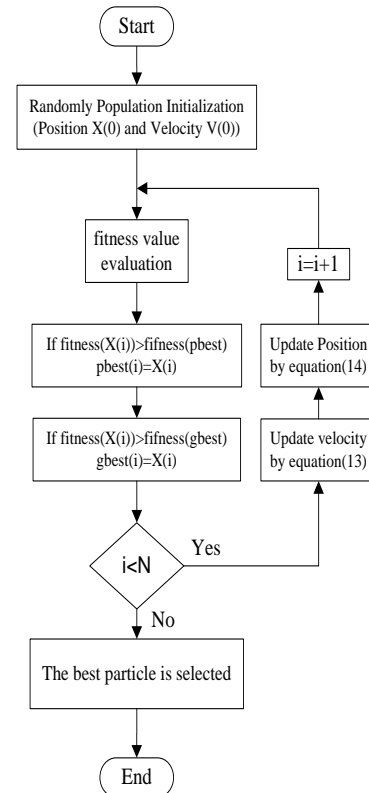 Start
Randomly Population Initialization
(Position X(0) and Velocity V(0))
fitness value
evaluation
i=i+1
If fitness(X(i))>fifness(pbest)
pbest(i)=X(i)
Update Position
by equation(14)
If fitness(X(i))>fifness(gbest)
gbest(i)=X(i)
Update velocity
by equation(13)
i<N
Yes
No
The best particle is selected
End